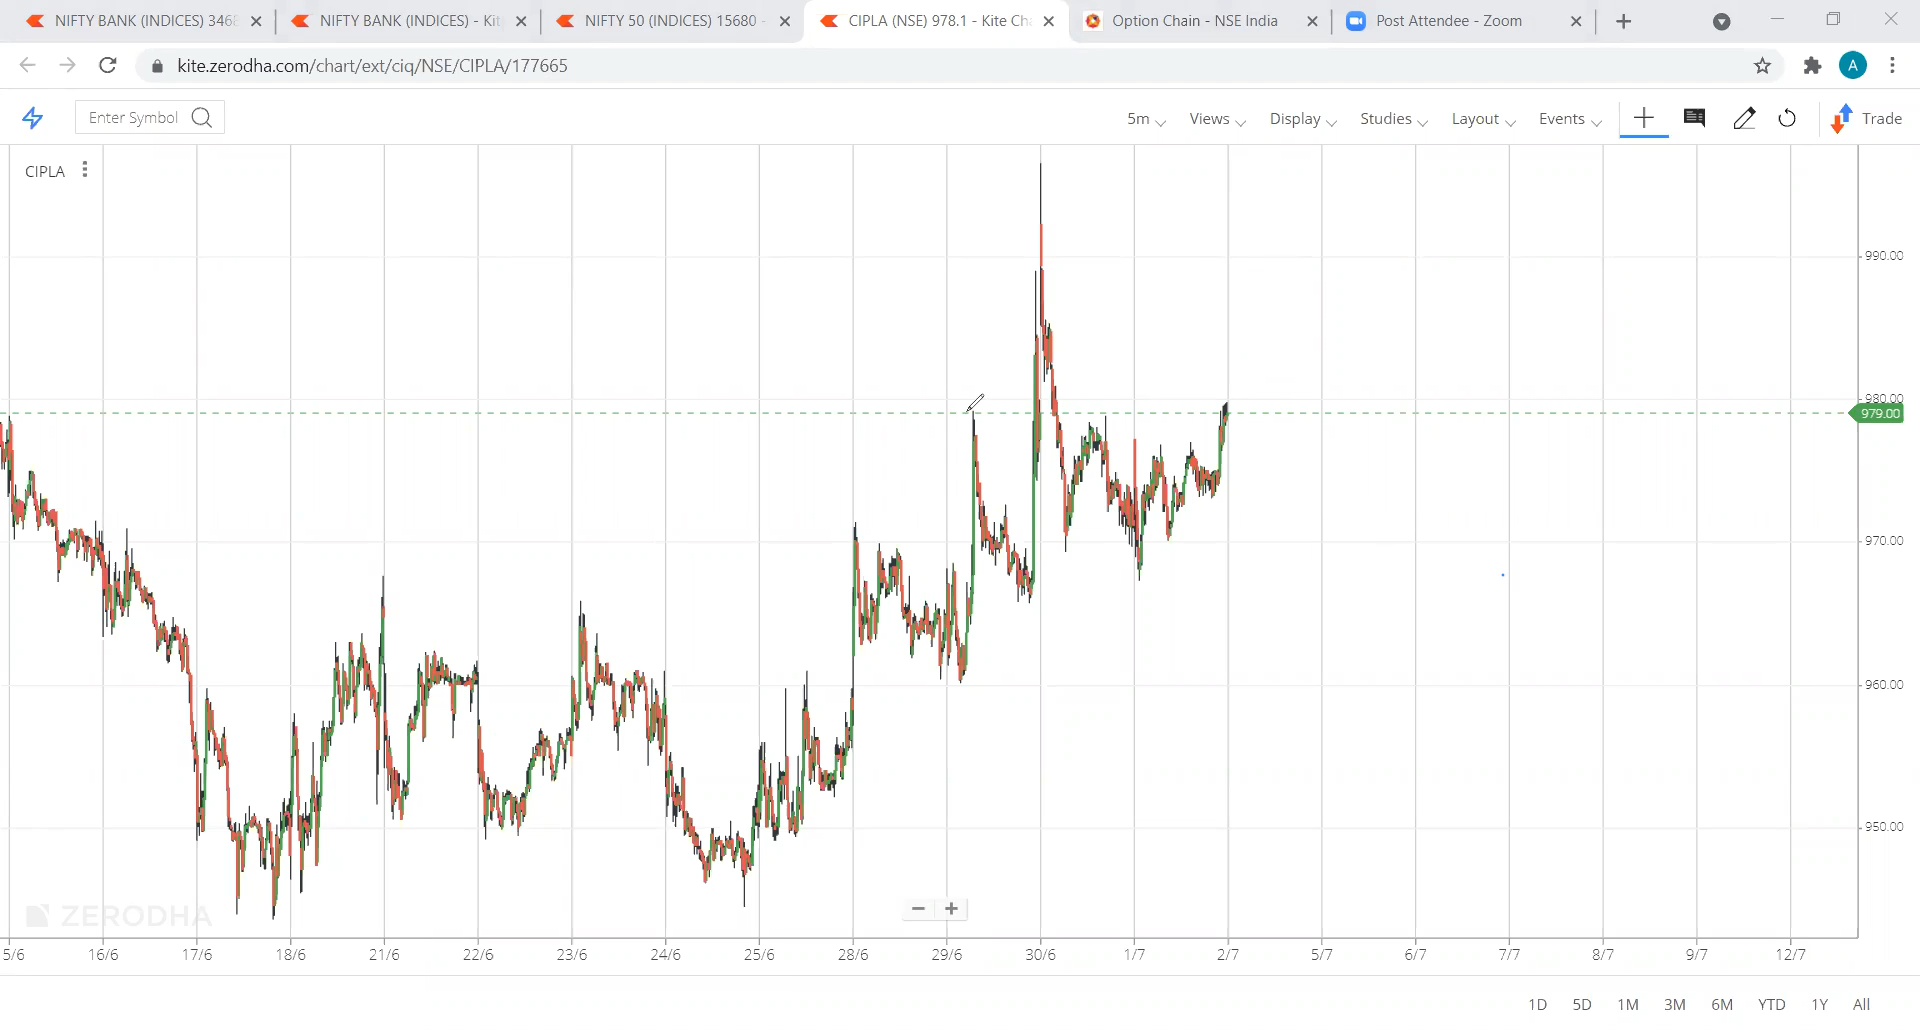 NIFTY BANK (INDICES) 3468
NIFTY BANK (INDICES) - Kit
NIFTY 50 (INDICES) 15680 -
CIPLA (NSE) 978.1 - Kite Cha
Option Chain - NSE India
Post Attendee - Zoom
kite.zerodha.com/chart/ext/ciq/NSE/CIPLA/177665
A
Enter Symbol
5m
Views
Display
Studies
Layout
Events
Trade
CIPLA
990.00
980.00
979.00
970.00
960.00
950.00
ZERODHA
5/6 16/6 17/6 18/6 21/6 22/6 23/6 24/6 25/6 28/6 29/6 30/6 1/7 2/7 5/7 6/7 7/7 8/7 9/7 12/7
1D 5D 1M 3M 6M YTD 1Y All